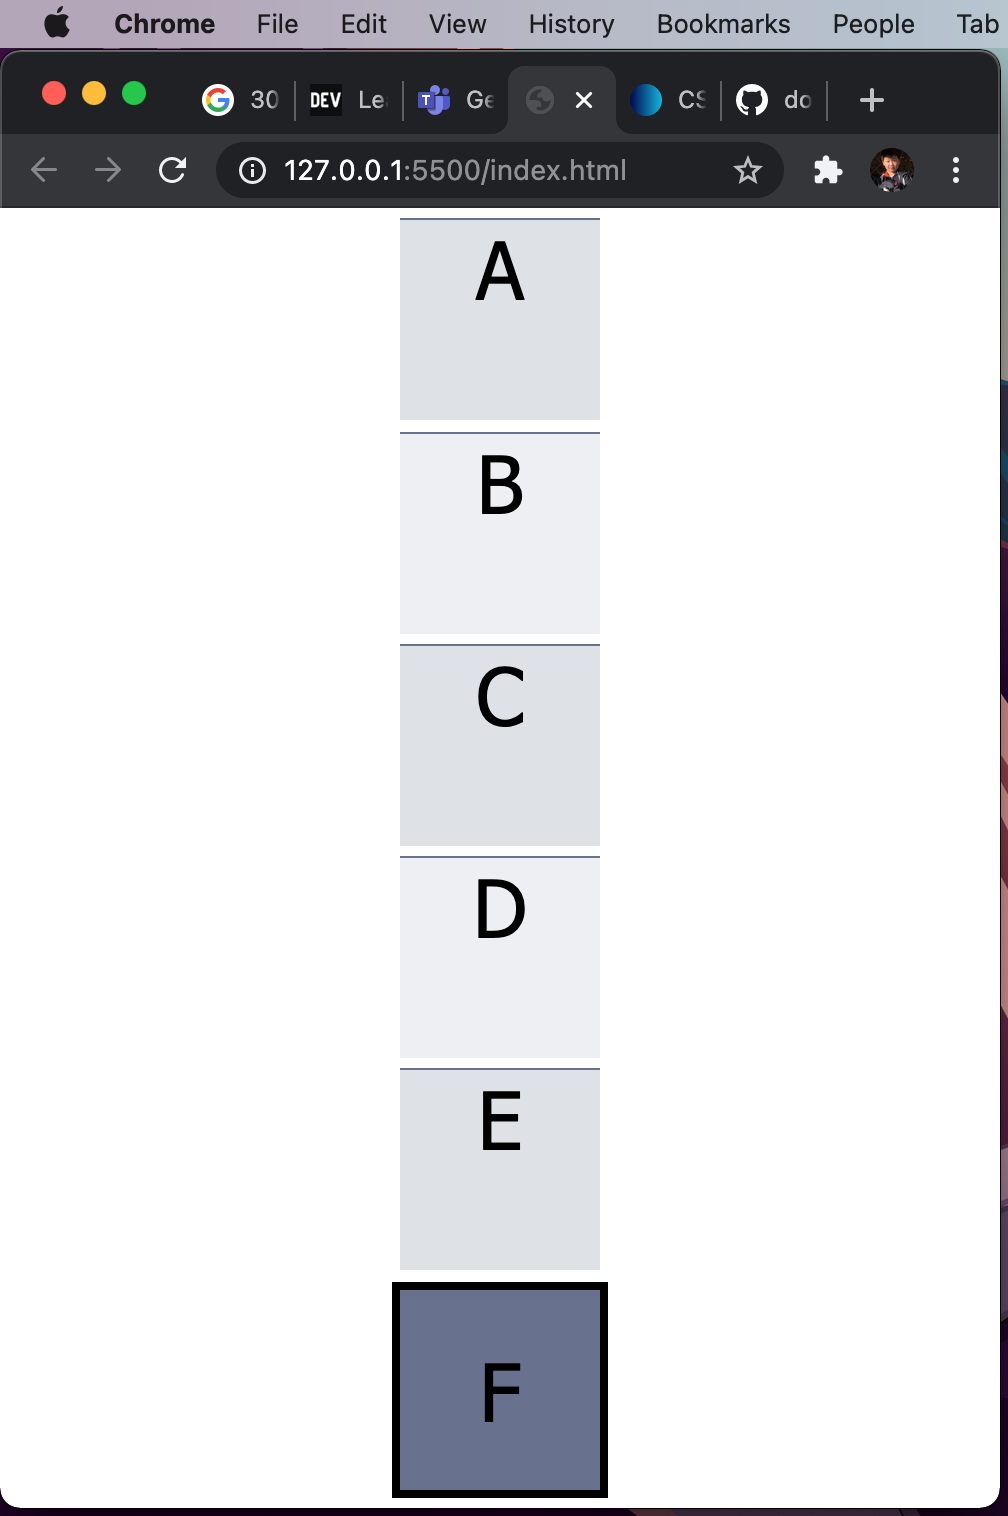 Chrome File Edit View History Bookmarks People Tab
30 DEV Le T Ge CS do
127.0.0.1:5500/index.html
A
B
C
D
E
F